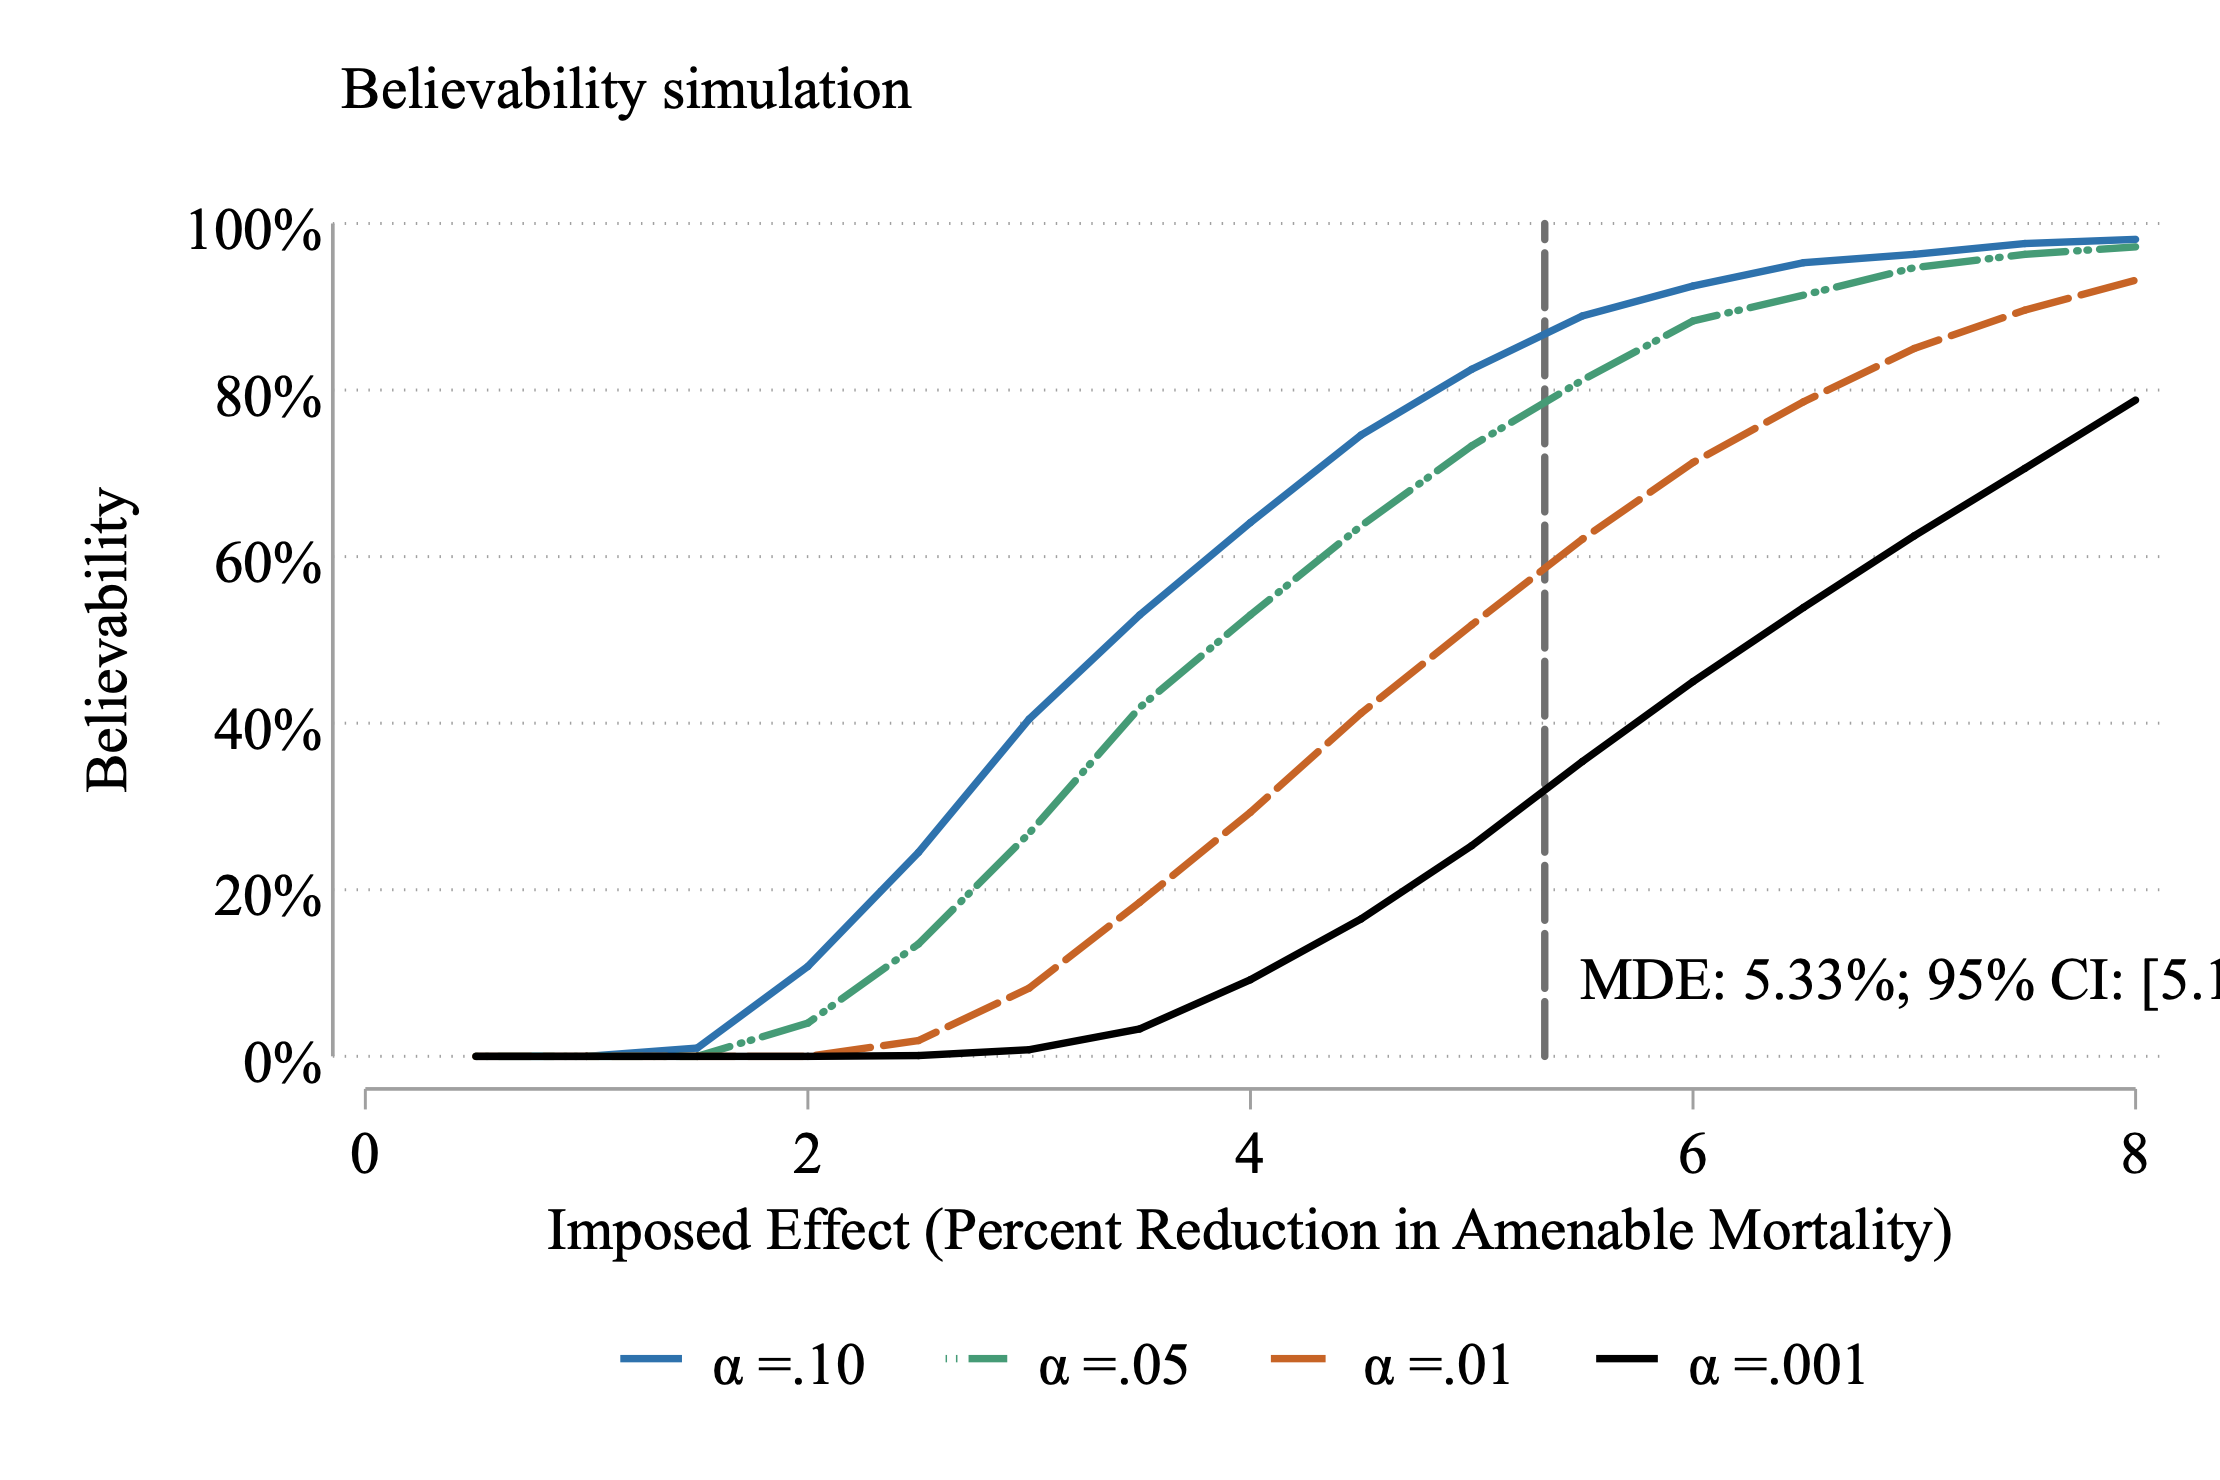 Believability simulation
100%
80%
60%
40%
20%
0%
Believability
MDE: 5.33%; 95% CI: [5.1
0 2 4 6 8
Imposed Effect (Percent Reduction in Amenable Mortality)
α =.10 α =.05 α =.01 α =.001